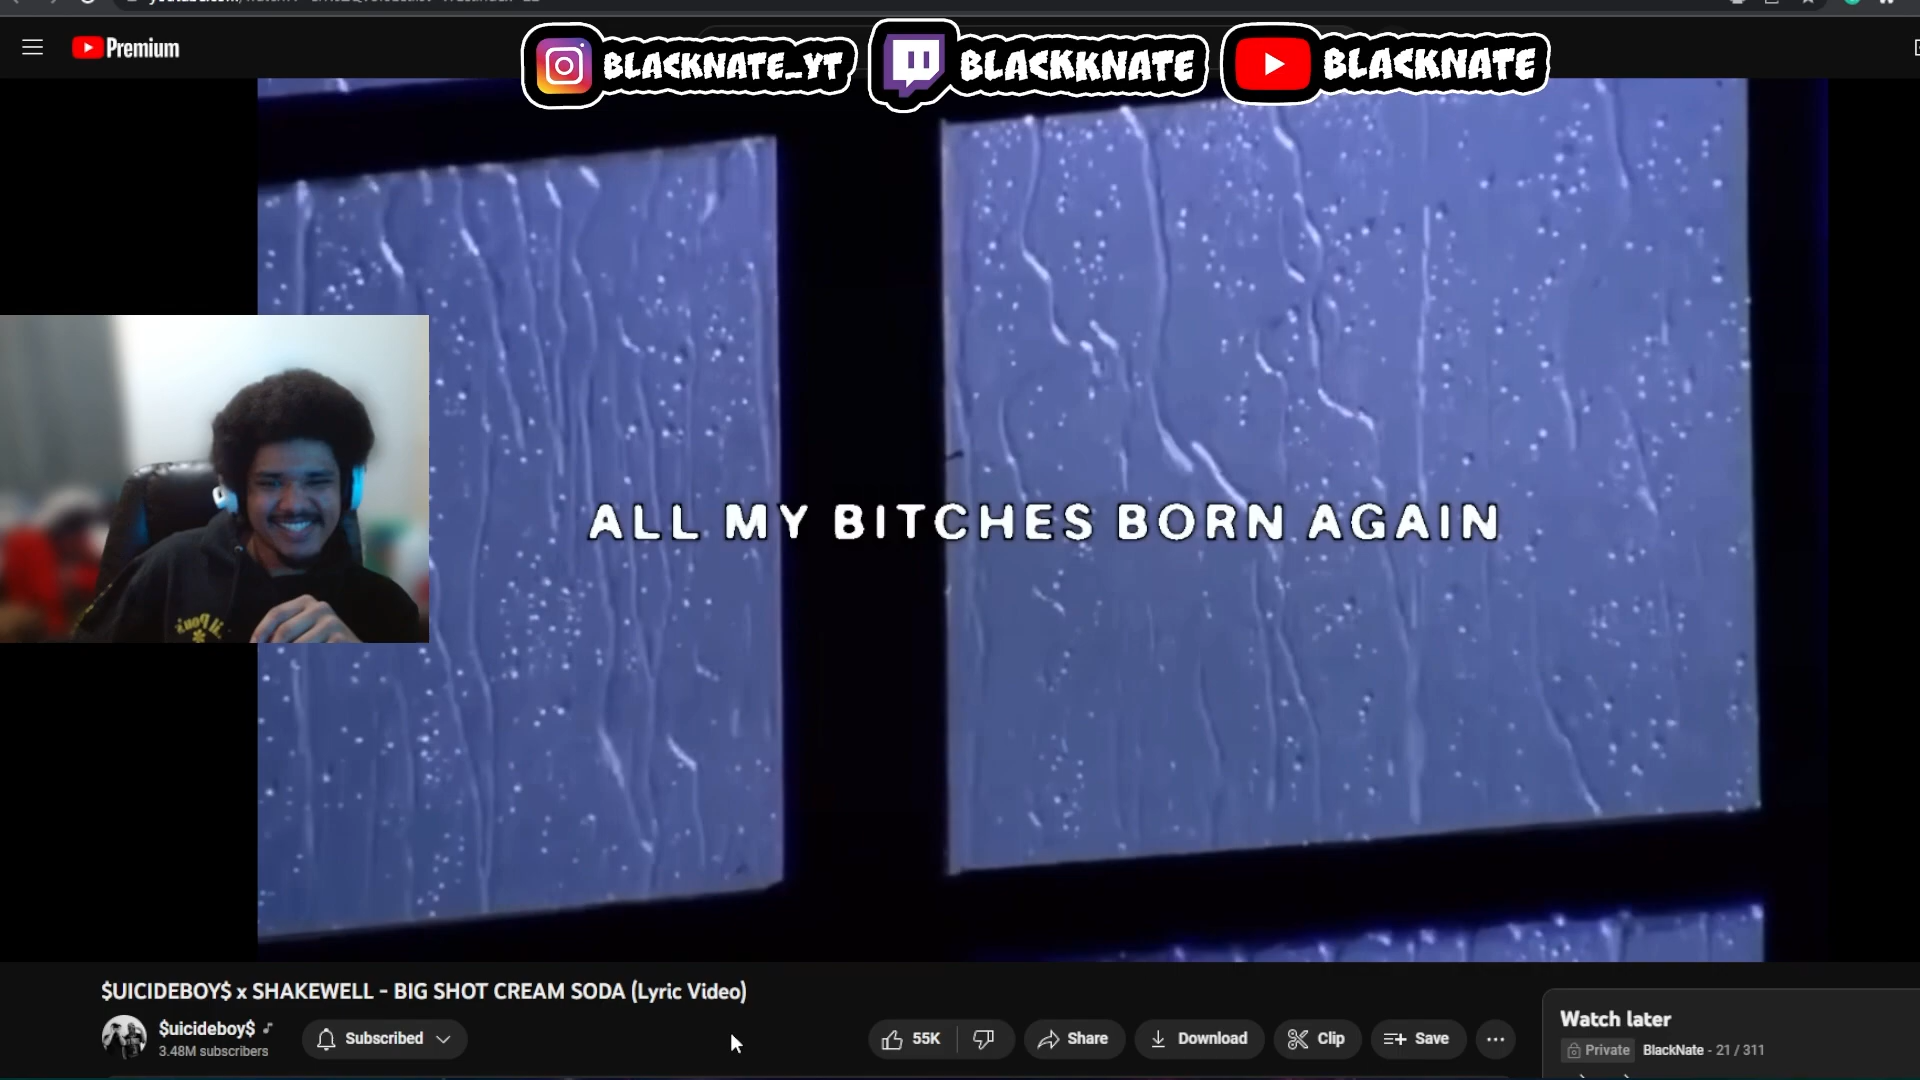 Premium
BLACKNATE_YT
BLACKKNATE
BLACKNATE
ALL MY BITCHES BORN AGAIN
$UICIDEBOY$ x SHAKEWELL - BIG SHOT CREAM SODA (Lyric Video)
$uicideboy$
3.48M subscribers
Subscribed
55K
Share
Download
Clip
Save
Watch later
Private
BlackNate - 21 / 311